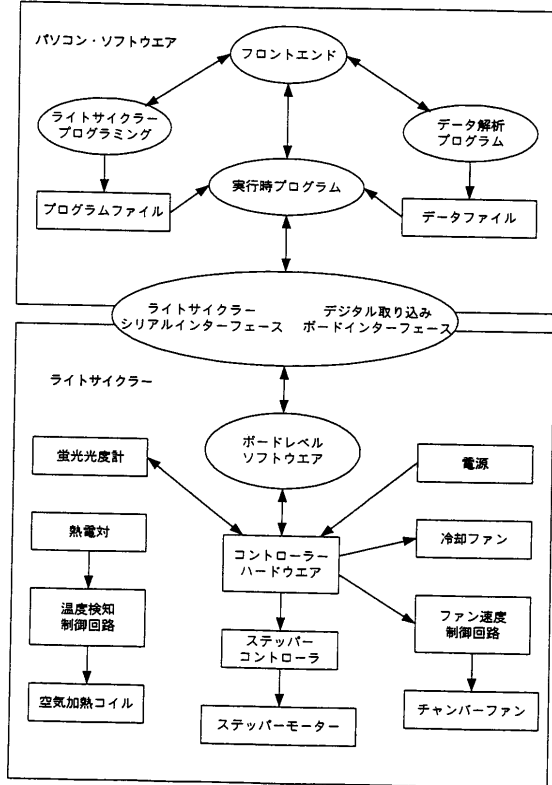 パソコン・ソフトウエア
フロントエンド
ライトサイクラー
プログラミング
データ解析
プログラム
実行時プログラム
プログラムファイル
データファイル
ライトサイクラー
シリアルインターフェース
デジタル取り込み
ボードインターフェース
ライトサイクラー
ボードレベル
ソフトウエア
蛍光光度計
電源
熱電対
コントローラー
ハードウエア
冷却ファン
温度検知
制御回路
ファン速度
制御回路
ステッパー
コントローラ
空気加熱コイル
ステッパーモーター
チャンバーファン